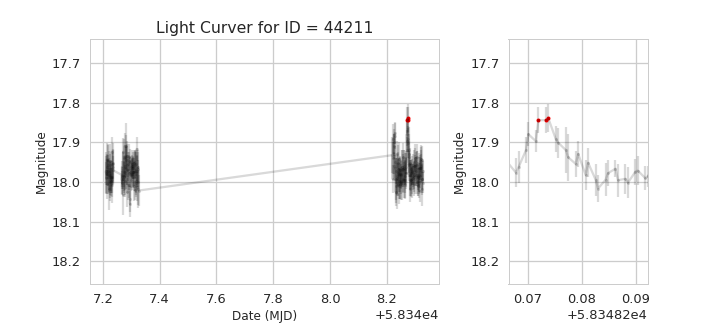 Light Curver for ID = 44211
Magnitude
17.7
17.8
17.9
18.0
18.1
18.2
7.2 7.4 7.6 7.8 8.0 8.2
Date (MJD)
+5.834e4
Magnitude
17.7
17.8
17.9
18.0
18.1
18.2
0.07 0.08 0.09
+5.83482e4